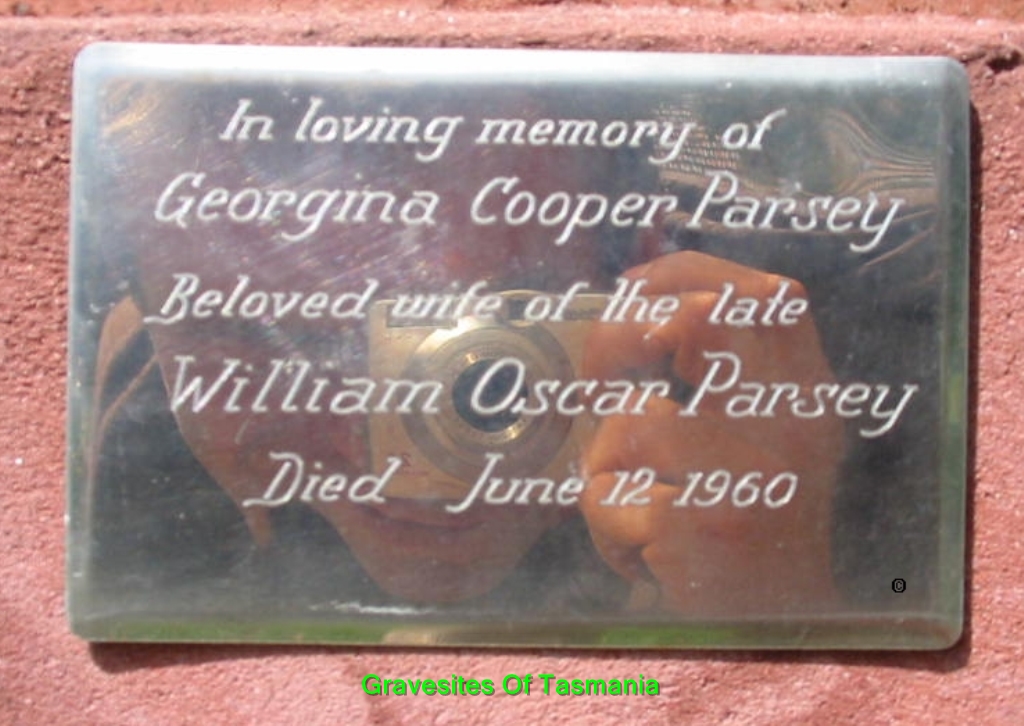 In loving memory of
Georgina Cooper Parsey
Beloved wife of the late
William Oscar Parsey
Died June 12 1960
©
Gravesites Of Tasmania